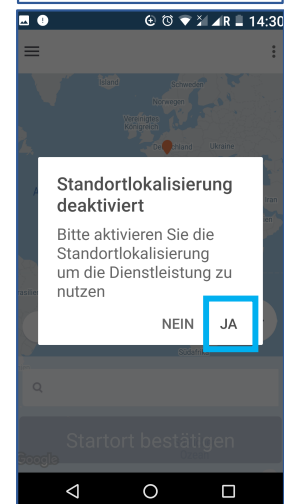 R 14:30
Island
Schweden
Norwegen
Vereinigtes
Königreich
Ukraine
Standortlokalisierung
deaktiviert
Bitte aktivieren Sie die
Standortlokalisierung
um die Dienstleistung zu
nutzen
NEIN JA
Startort bestätigen
Google